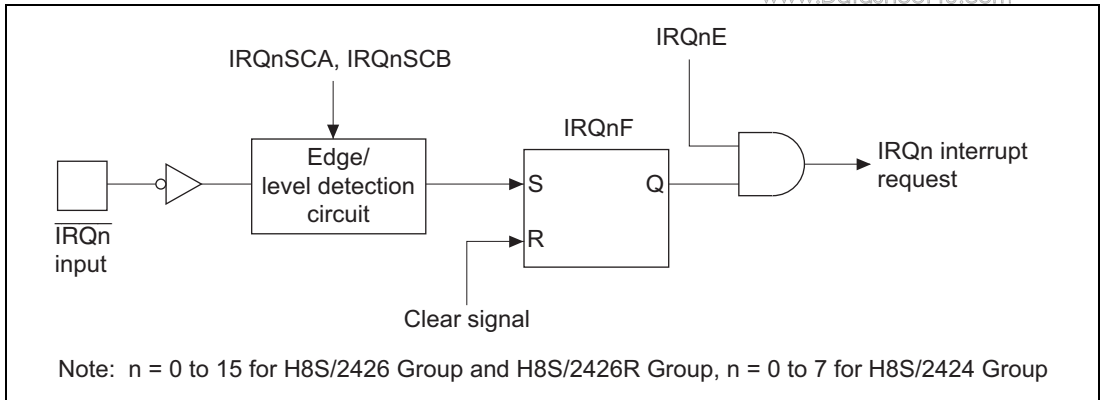 IRQnE
IRQnSCA, IRQnSCB
IRQnF
Edge/
level detection
circuit
S
Q
R
IRQn interrupt
request
IRQn
input
Clear signal
Note: n = 0 to 15 for H8S/2426 Group and H8S/2426R Group, n = 0 to 7 for H8S/2424 Group